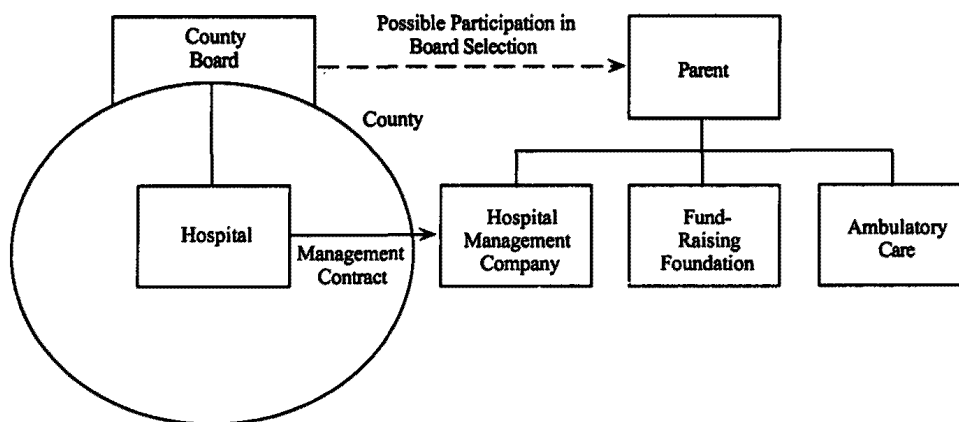 County
Board
Possible Participation in
Board Selection
Parent
County
Hospital
Management
Contract
Hospital
Management
Company
Fund-
Raising
Foundation
Ambulatory
Care